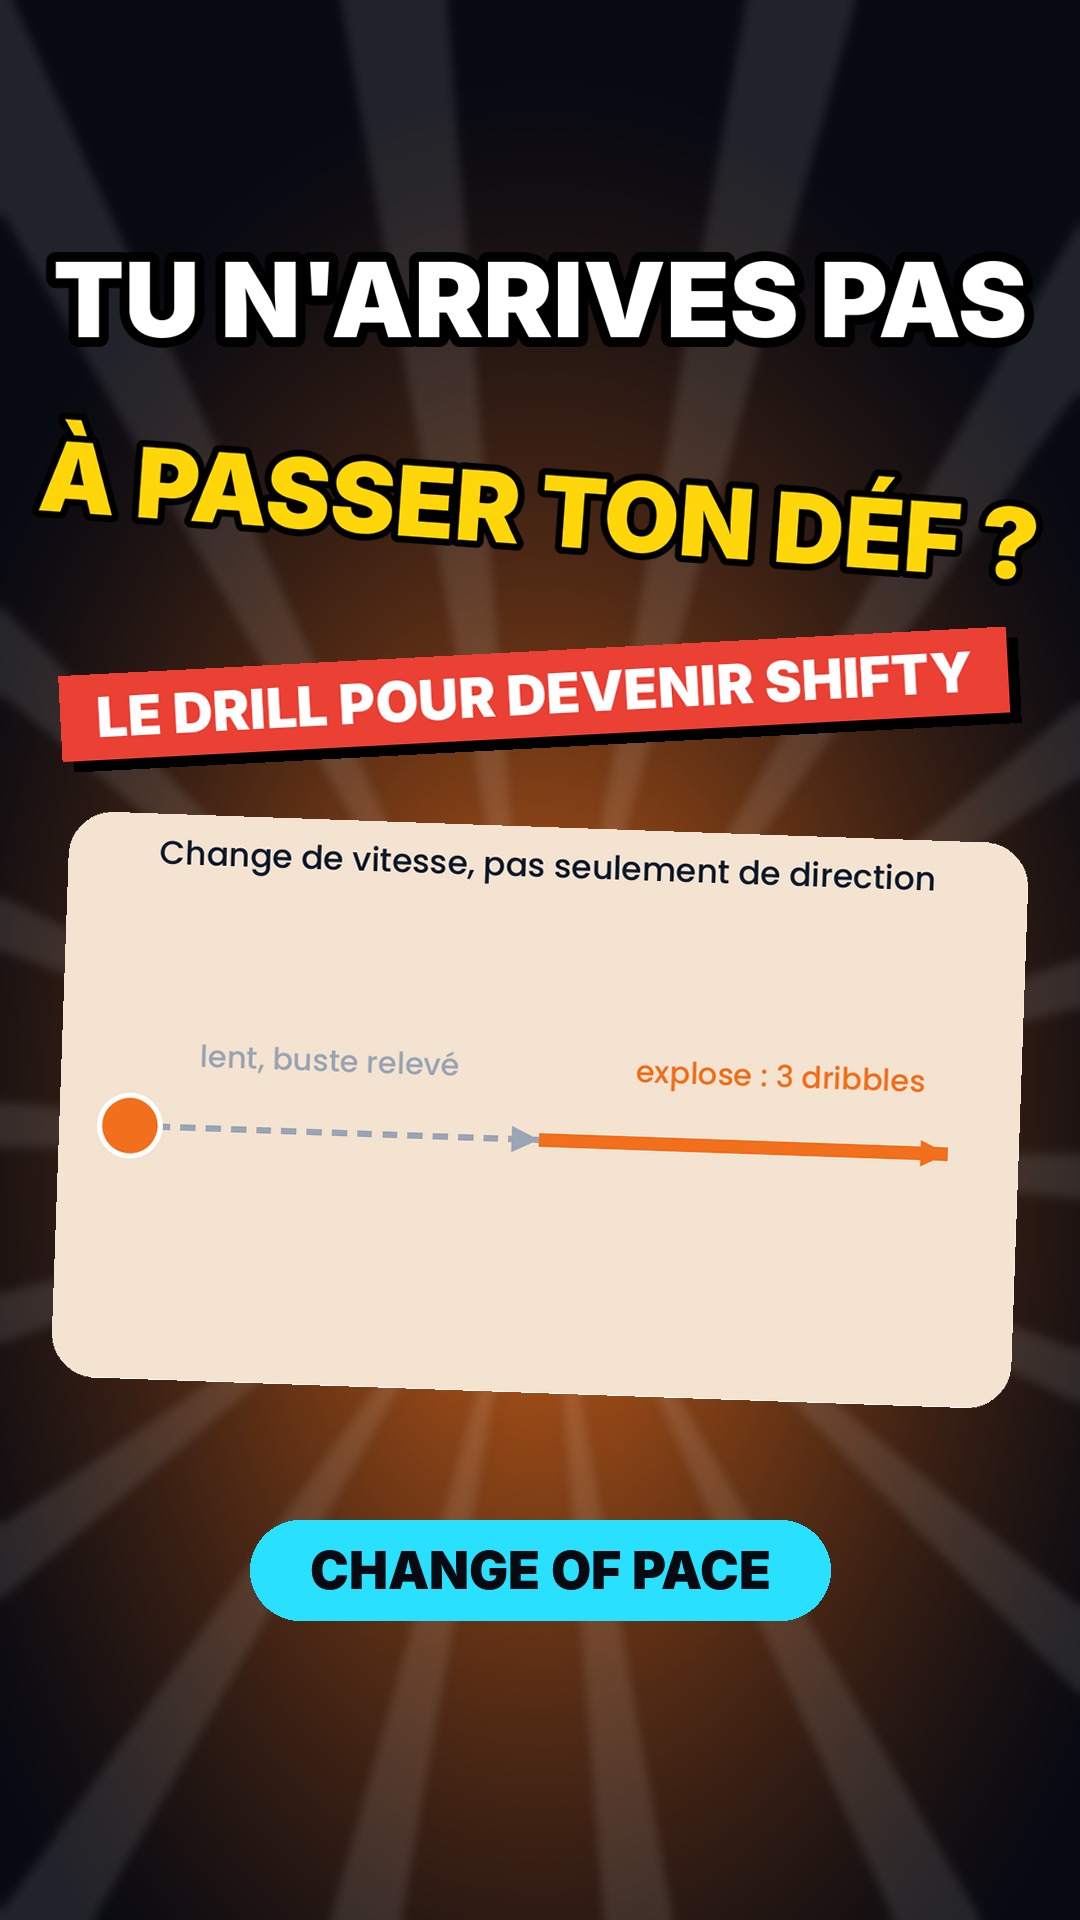 TU N'ARRIVES PAS
À PASSER TON DÉF ?
LE DRILL POUR DEVENIR SHIFTY
Change de vitesse, pas seulement de direction
lent, buste relevé
explose : 3 dribbles
CHANGE OF PACE